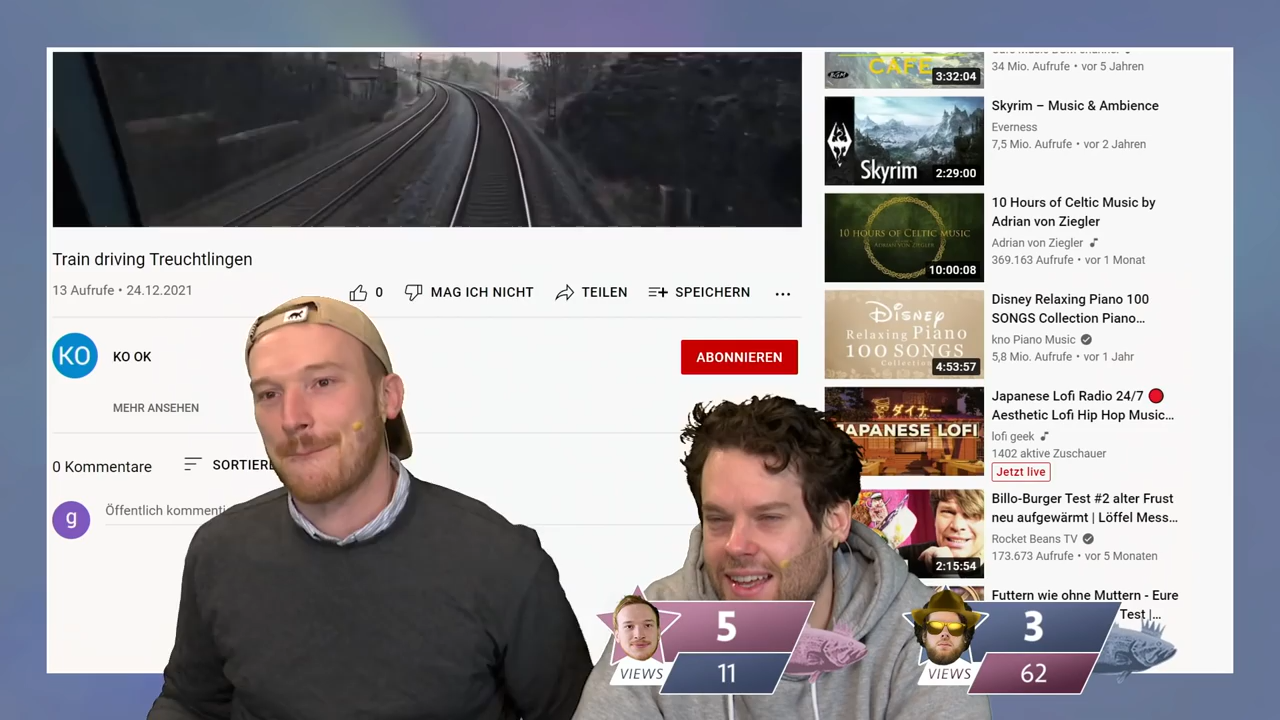 Train driving Treuchtlingen
13 Aufrufe • 24.12.2021
0
MAG ICH NICHT
TEILEN
SPEICHERN
KO
KO OK
ABONNIEREN
MEHR ANSEHEN
0 Kommentare
g
CAFE
3:32:04
34 Mio. Aufrufe • vor 5 Jahren
Skyrim
2:29:00
Skyrim – Music & Ambience
Everness
7,5 Mio. Aufrufe • vor 2 Jahren
10 HOURS OF CELTIC MUSIC
ADRIAN VON ZIEGLER
10:00:08
10 Hours of Celtic Music by
Adrian von Ziegler
Adrian von Ziegler
369.163 Aufrufe • vor 1 Monat
Disney
Relaxing Piano
100 SONGS
4:53:57
Disney Relaxing Piano 100
SONGS Collection Piano…
kno Piano Music
5,8 Mio. Aufrufe • vor 1 Jahr
ダイナー
JAPANESE LOFI
Japanese Lofi Radio 24/7
Aesthetic Lofi Hip Hop Music…
lofi geek
1402 aktive Zuschauer
Jetzt live
2:15:54
Billo-Burger Test #2 alter Frust
neu aufgewärmt | Löffel Mess…
Rocket Beans TV
173.673 Aufrufe • vor 5 Monaten
Futtern wie ohne Muttern - Eure
Test |…
5
VIEWS
11
3
VIEWS
62